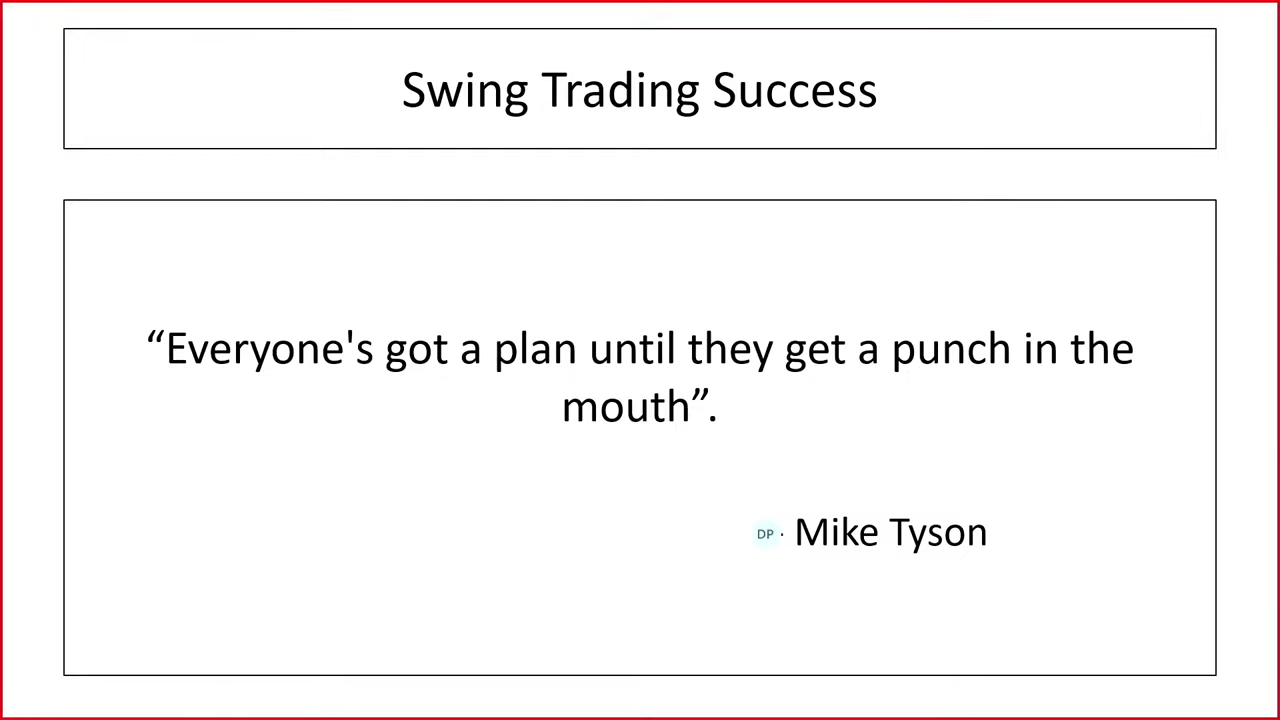 Swing Trading Success
“Everyone's got a plan until they get a punch in the
mouth”.
DP · Mike Tyson